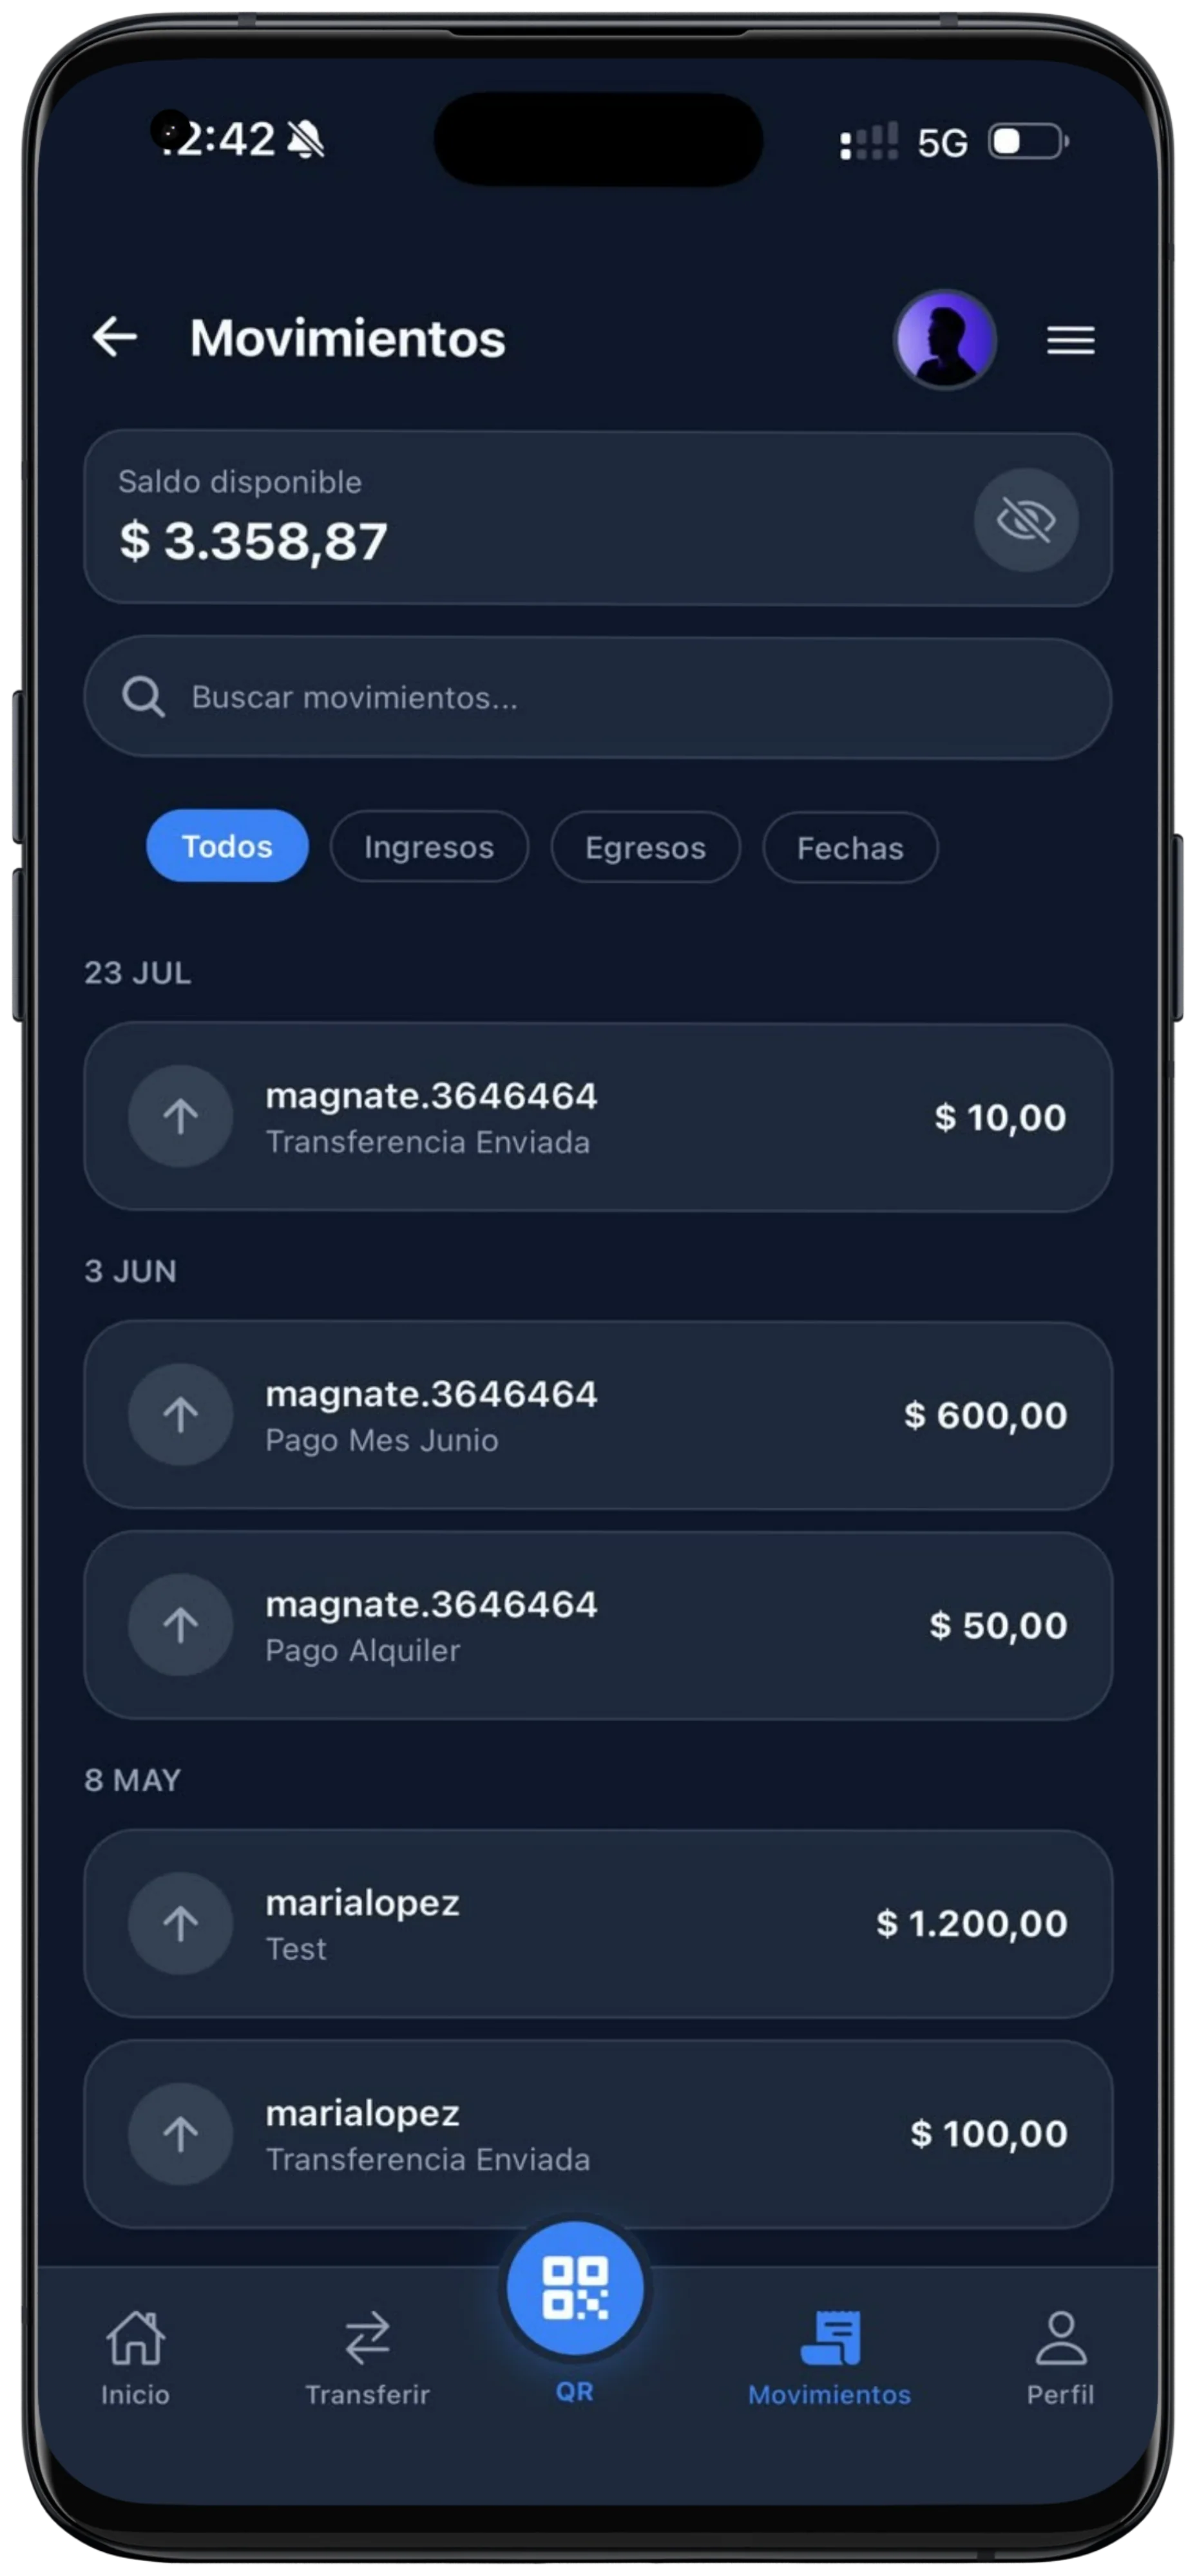 2:42
5G
Movimientos
Saldo disponible
$ 3.358,87
Buscar movimientos...
Todos Ingresos Egresos Fechas
23 JUL
magnate.3646464
Transferencia Enviada
$ 10,00
3 JUN
magnate.3646464
Pago Mes Junio
$ 600,00
magnate.3646464
Pago Alquiler
$ 50,00
8 MAY
marialopez
Test
$ 1.200,00
marialopez
Transferencia Enviada
$ 100,00
Inicio Transferir QR Movimientos Perfil